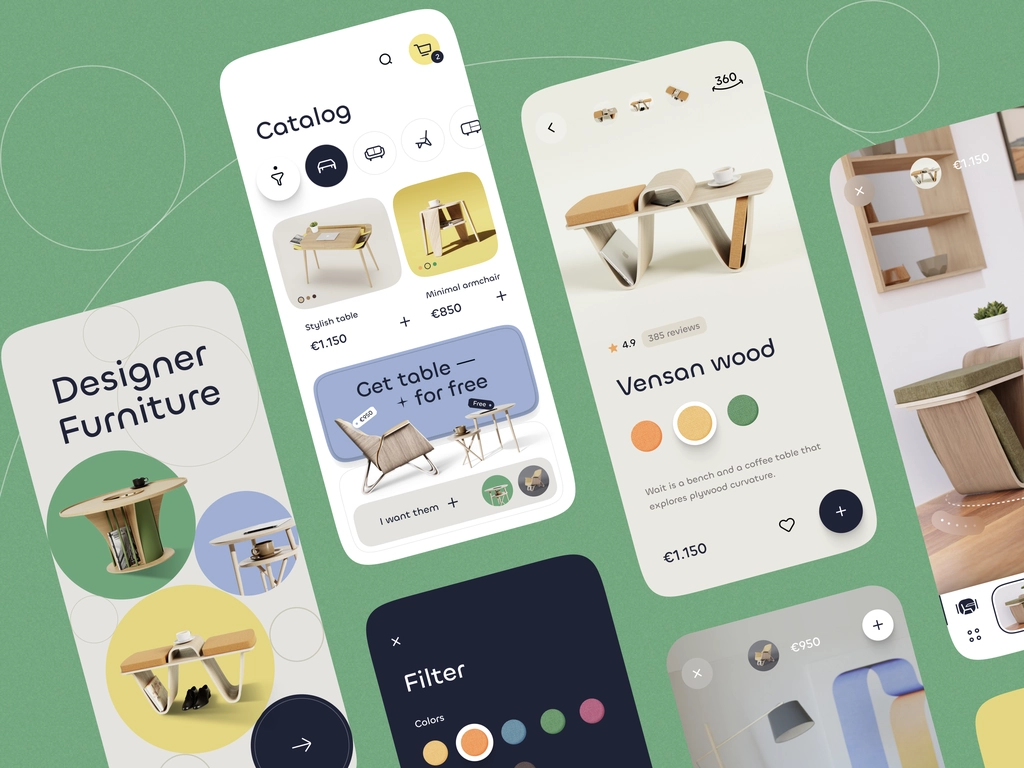 Designer
Furniture
2
Catalog
Stylish table
€1.150
Minimal armchair
€850
Get table —
+ for free
€950
Free
I want them +
Filter
Colors
360
4.9
385 reviews
Vensan wood
Wait is a bench and a coffee table that
explores plywood curvature.
€1.150
€950
€1.150